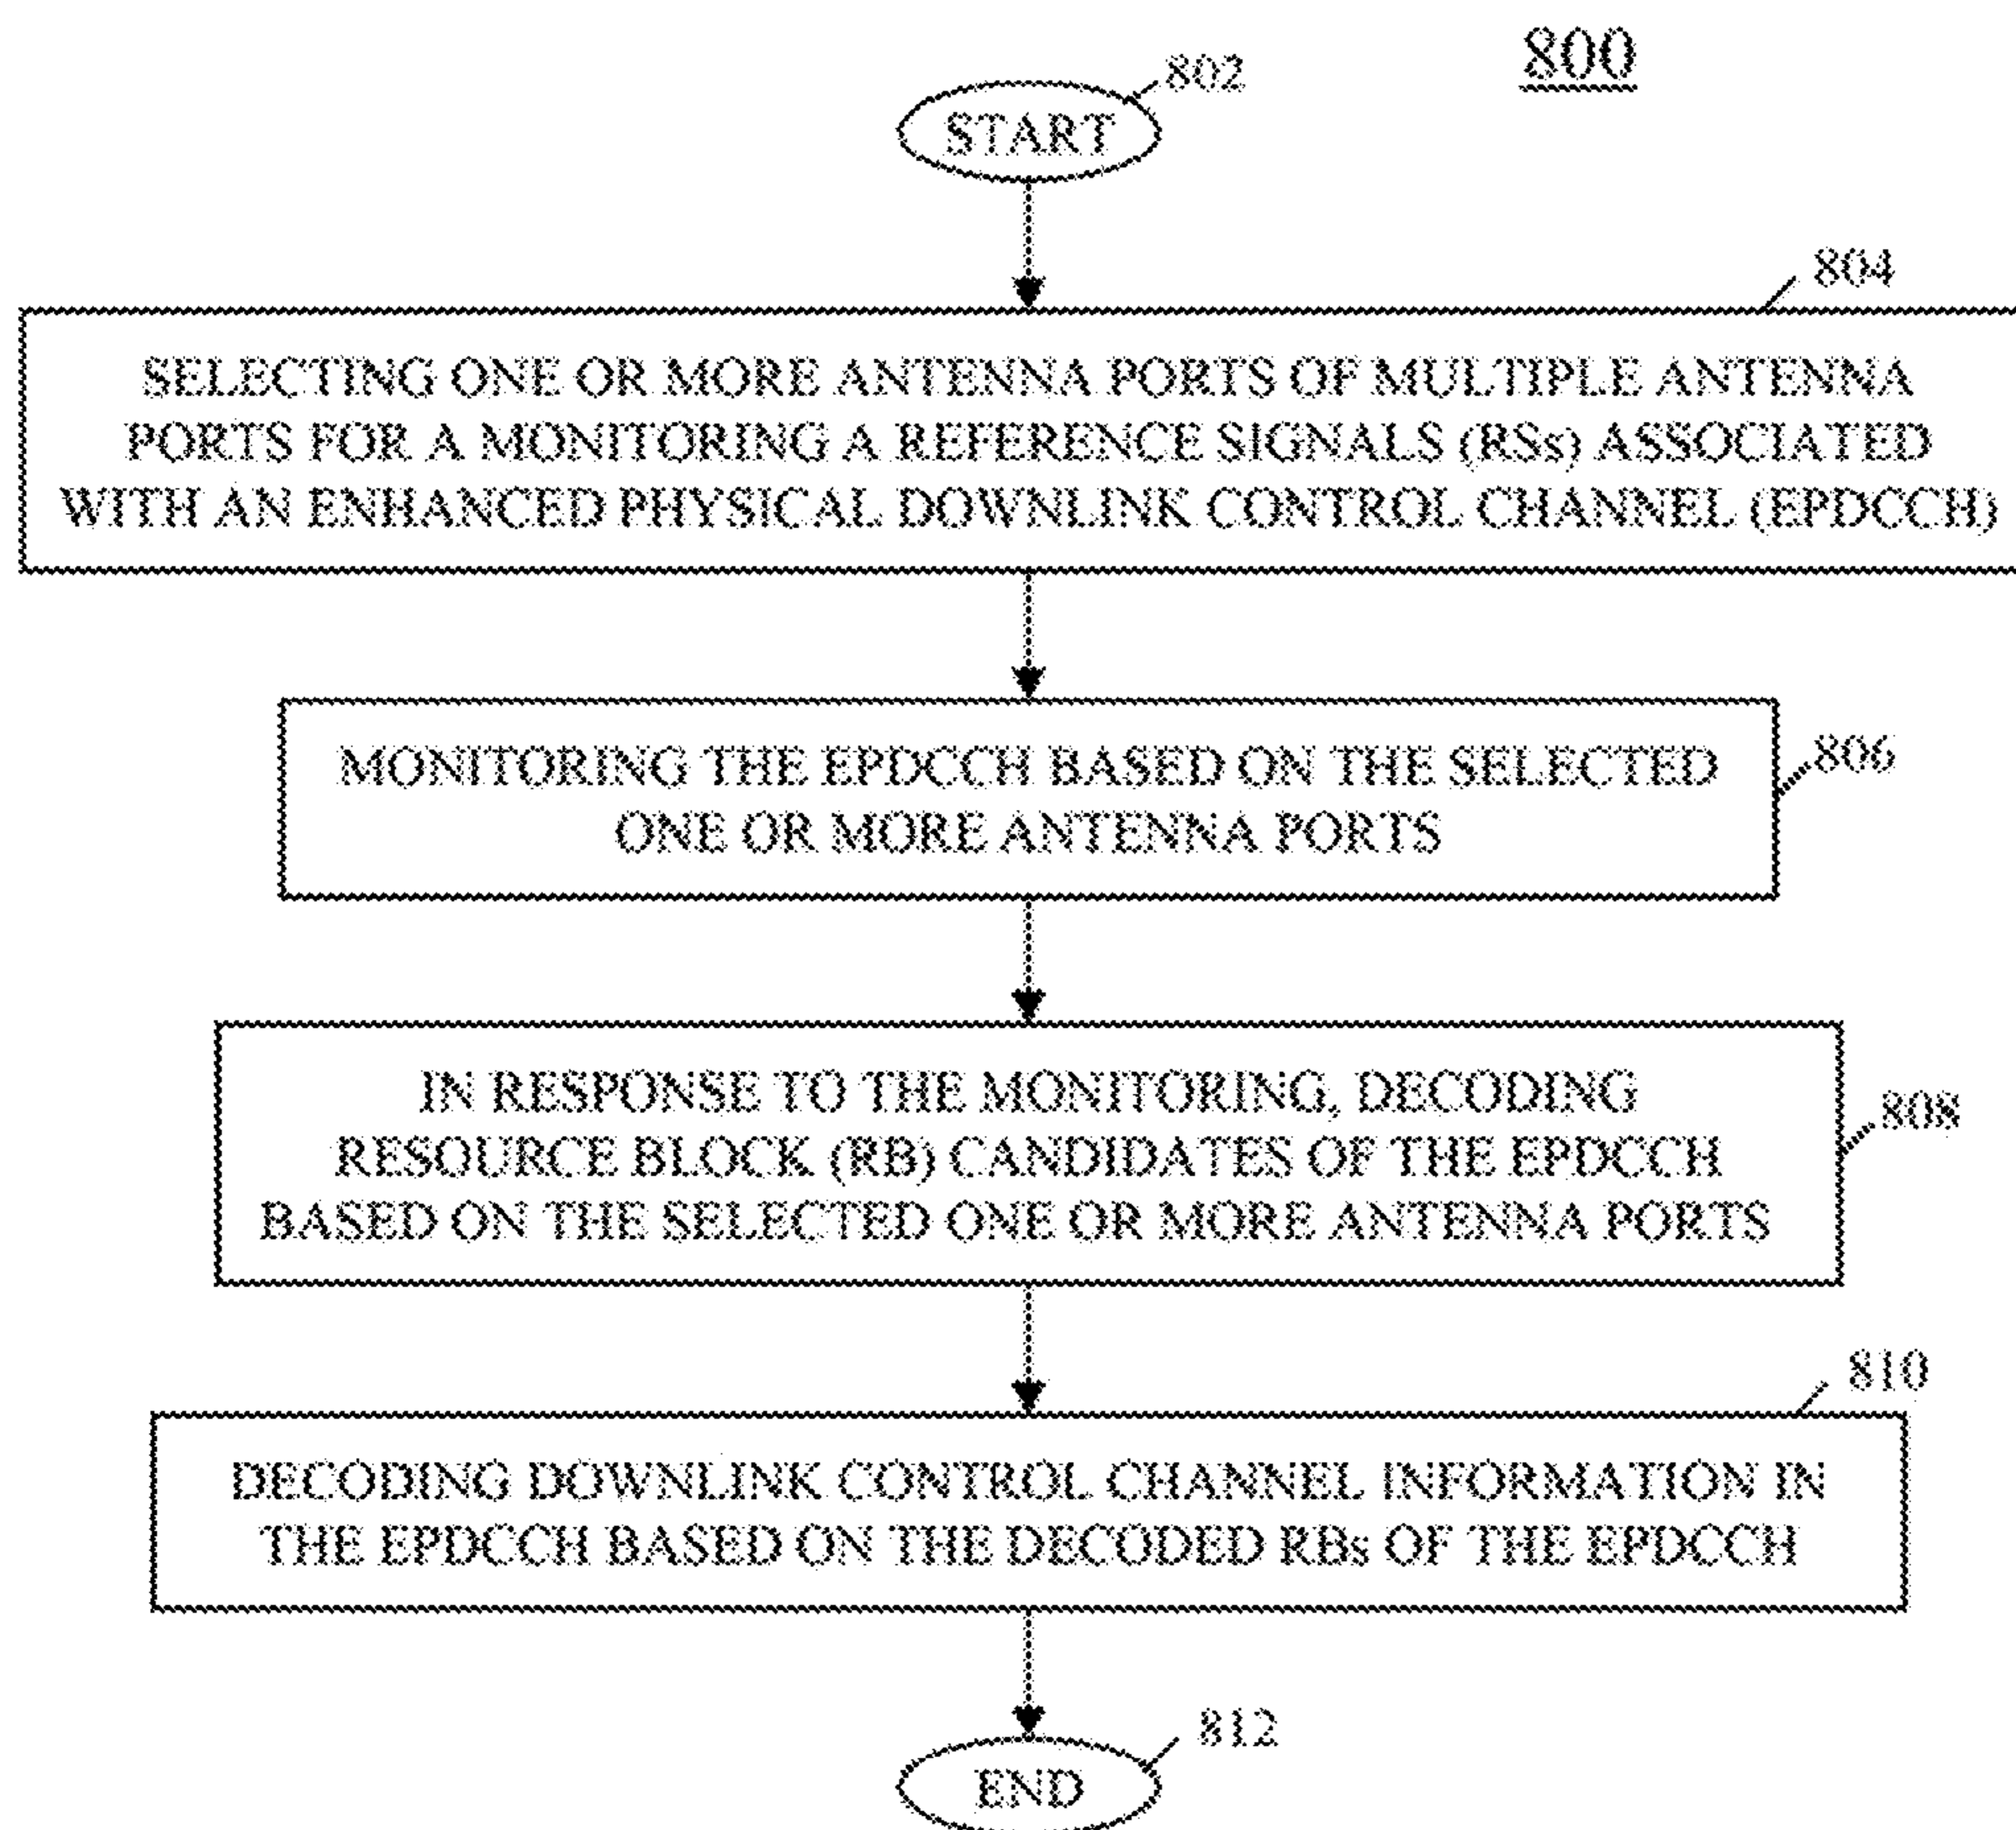 800
802
START
804
SELECTING ONE OR MORE ANTENNA PORTS OF MULTIPLE ANTENNA
PORTS FOR A MONITORING A REFERENCE SIGNALS (RSs) ASSOCIATED
WITH AN ENHANCED PHYSICAL DOWNLINK CONTROL CHANNEL (EPDCCH)
MONITORING THE EPDCCH BASED ON THE SELECTED
ONE OR MORE ANTENNA PORTS
806
IN RESPONSE TO THE MONITORING, DECODING
RESOURCE BLOCK (RB) CANDIDATES OF THE EPDCCH
BASED ON THE SELECTED ONE OR MORE ANTENNA PORTS
808
810
DECODING DOWNLINK CONTROL CHANNEL INFORMATION IN
THE EPDCCH BASED ON THE DECODED RBs OF THE EPDCCH
812
END